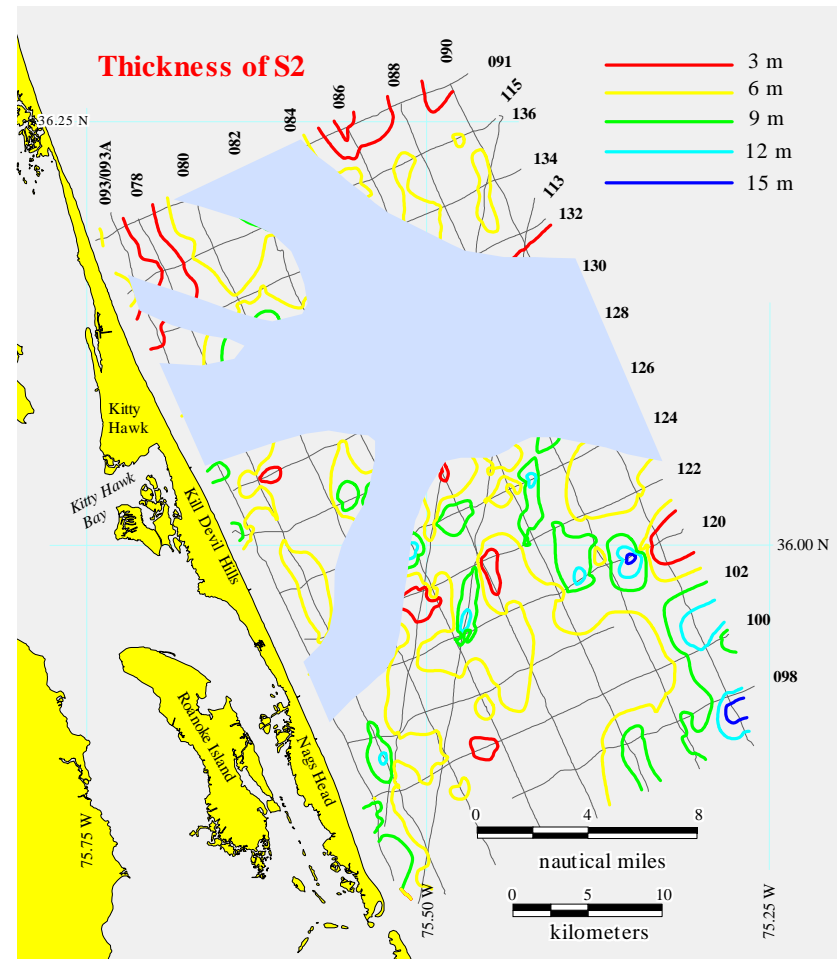 Thickness of S2
3 m
6 m
9 m
12 m
15 m
36.25 N
093/093A
078
080
082
084
086
088
090
091
115
136
134
113
132
130
128
126
124
122
120
102
100
098
36.00 N
Kitty
Hawk
Kitty Hawk
Bay
Kill Devil Hills
Roanoke Island
Nags Head
75.75 W
75.50 W
75.25 W
0 4 8
nautical miles
0 5 10
kilometers